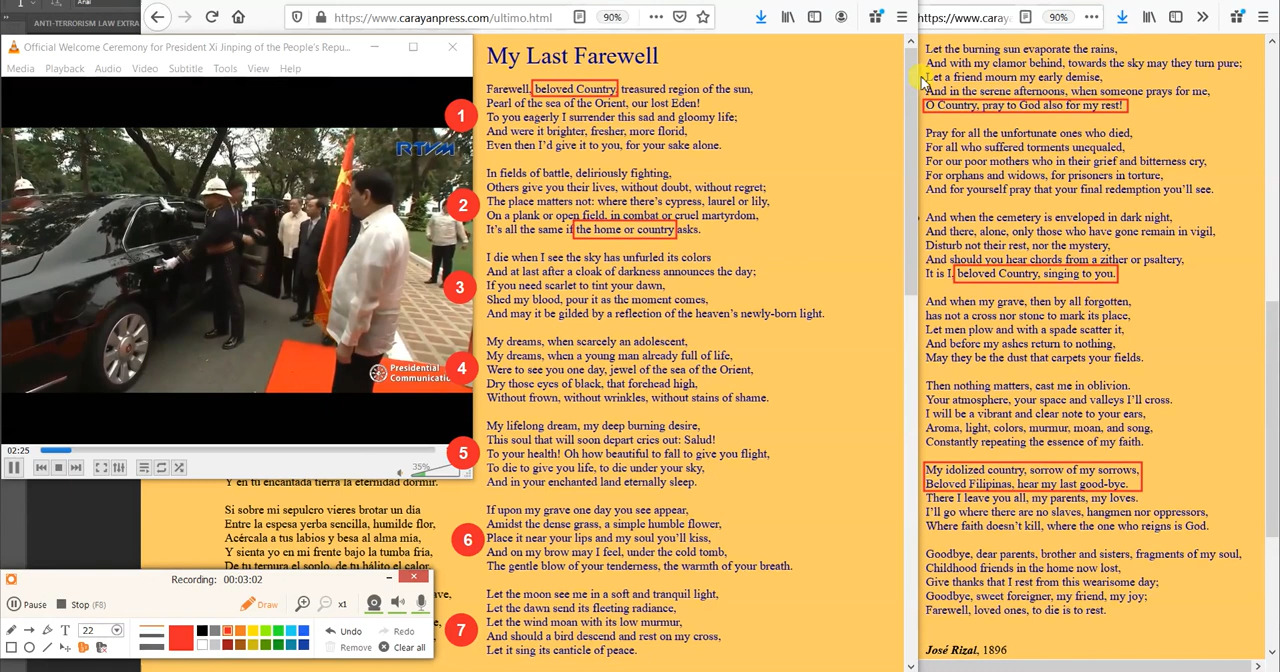 ANTI-TERRORISM LAW EXTRA
https://www.carayanpress.com/ultimo.html
90%
https://www.caray
90%
Official Welcome Ceremony for President Xi Jinping of the People's Repu...
Media Playback Audio Video Subtitle Tools View Help
RTVM
Presidential
Communicatio
02:25
35%
My Last Farewell
1
Farewell, beloved Country, treasured region of the sun,
Pearl of the sea of the Orient, our lost Eden!
To you eagerly I surrender this sad and gloomy life;
And were it brighter, fresher, more florid,
Even then I'd give it to you, for your sake alone.
2
In fields of battle, deliriously fighting,
Others give you their lives, without doubt, without regret;
The place matters not: where there's cypress, laurel or lily,
On a plank or open field, in combat or cruel martyrdom,
It's all the same if the home or country asks.
3
I die when I see the sky has unfurled its colors
And at last after a cloak of darkness announces the day;
If you need scarlet to tint your dawn,
Shed my blood, pour it as the moment comes,
And may it be gilded by a reflection of the heaven's newly-born light.
4
My dreams, when scarcely an adolescent,
My dreams, when a young man already full of life,
Were to see you one day, jewel of the sea of the Orient,
Dry those eyes of black, that forehead high,
Without frown, without wrinkles, without stains of shame.
5
My lifelong dream, my deep burning desire,
This soul that will soon depart cries out: Salud!
To your health! Oh how beautiful to fall to give you flight,
To die to give you life, to die under your sky,
And in your enchanted land eternally sleep.
6
If upon my grave one day you see appear,
Amidst the dense grass, a simple humble flower,
Place it near your lips and my soul you'll kiss,
And on my brow may I feel, under the cold tomb,
The gentle blow of your tenderness, the warmth of your breath.
7
Let the moon see me in a soft and tranquil light,
Let the dawn send its fleeting radiance,
Let the wind moan with its low murmur,
And should a bird descend and rest on my cross,
Let it sing its canticle of peace.
Y en tu encantada tierra la eternidad dormir.
Si sobre mi sepulcro vieres brotar un día
Entre la espesa yerba sencilla, humilde flor,
Acércala a tus labios y besa al alma mía,
Y sienta yo en mi frente bajo la tumba fría,
De tu ternura el soplo, de tu hálito el calor.
Recording: 00:03:02
Pause Stop (F8) Draw x1
T 22 Undo Redo
Remove Clear all
Let the burning sun evaporate the rains,
And with my clamor behind, towards the sky may they turn pure;
Let a friend mourn my early demise,
And in the serene afternoons, when someone prays for me,
O Country, pray to God also for my rest!
Pray for all the unfortunate ones who died,
For all who suffered torments unequaled,
For our poor mothers who in their grief and bitterness cry,
For orphans and widows, for prisoners in torture,
And for yourself pray that your final redemption you'll see.
And when the cemetery is enveloped in dark night,
And there, alone, only those who have gone remain in vigil,
Disturb not their rest, nor the mystery,
And should you hear chords from a zither or psaltery,
It is I, beloved Country, singing to you.
And when my grave, then by all forgotten,
has not a cross nor stone to mark its place,
Let men plow and with a spade scatter it,
And before my ashes return to nothing,
May they be the dust that carpets your fields.
Then nothing matters, cast me in oblivion.
Your atmosphere, your space and valleys I'll cross.
I will be a vibrant and clear note to your ears,
Aroma, light, colors, murmur, moan, and song,
Constantly repeating the essence of my faith.
My idolized country, sorrow of my sorrows,
Beloved Filipinas, hear my last good-bye.
There I leave you all, my parents, my loves.
I'll go where there are no slaves, hangmen nor oppressors,
Where faith doesn't kill, where the one who reigns is God.
Goodbye, dear parents, brother and sisters, fragments of my soul,
Childhood friends in the home now lost,
Give thanks that I rest from this wearisome day;
Goodbye, sweet foreigner, my friend, my joy;
Farewell, loved ones, to die is to rest.
José Rizal, 1896